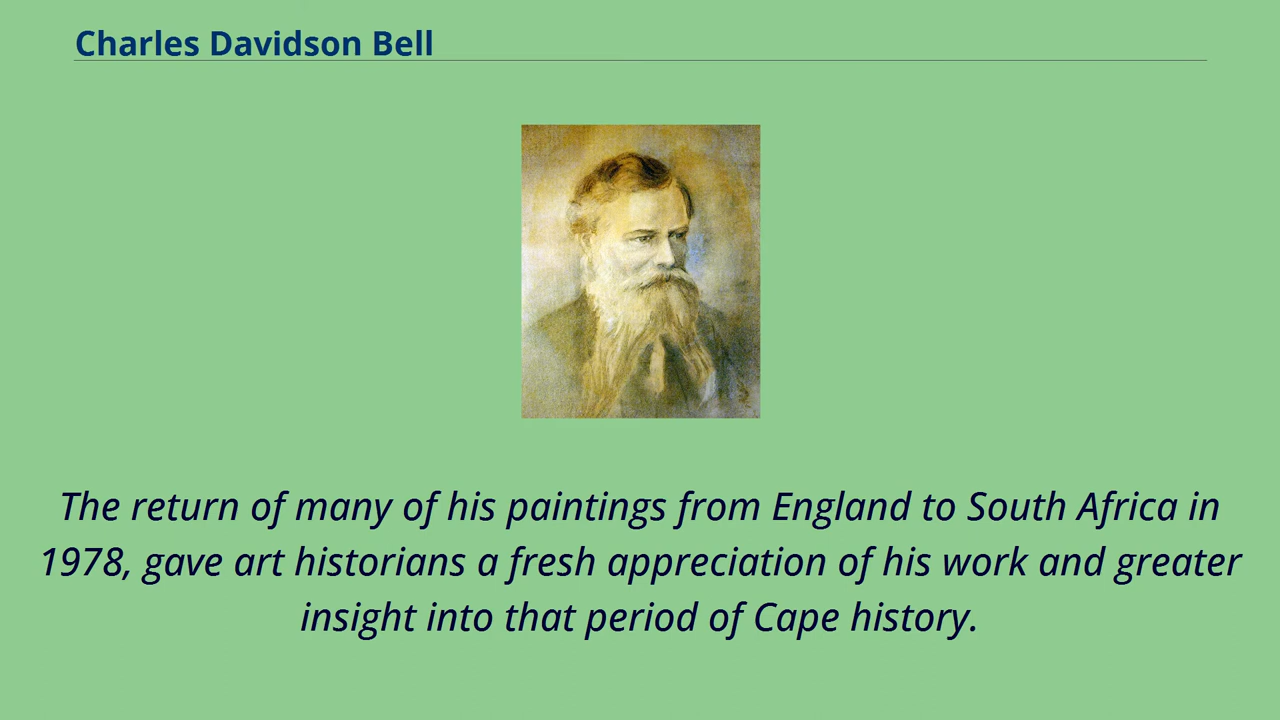 Charles Davidson Bell
The return of many of his paintings from England to South Africa in
1978, gave art historians a fresh appreciation of his work and greater
insight into that period of Cape history.